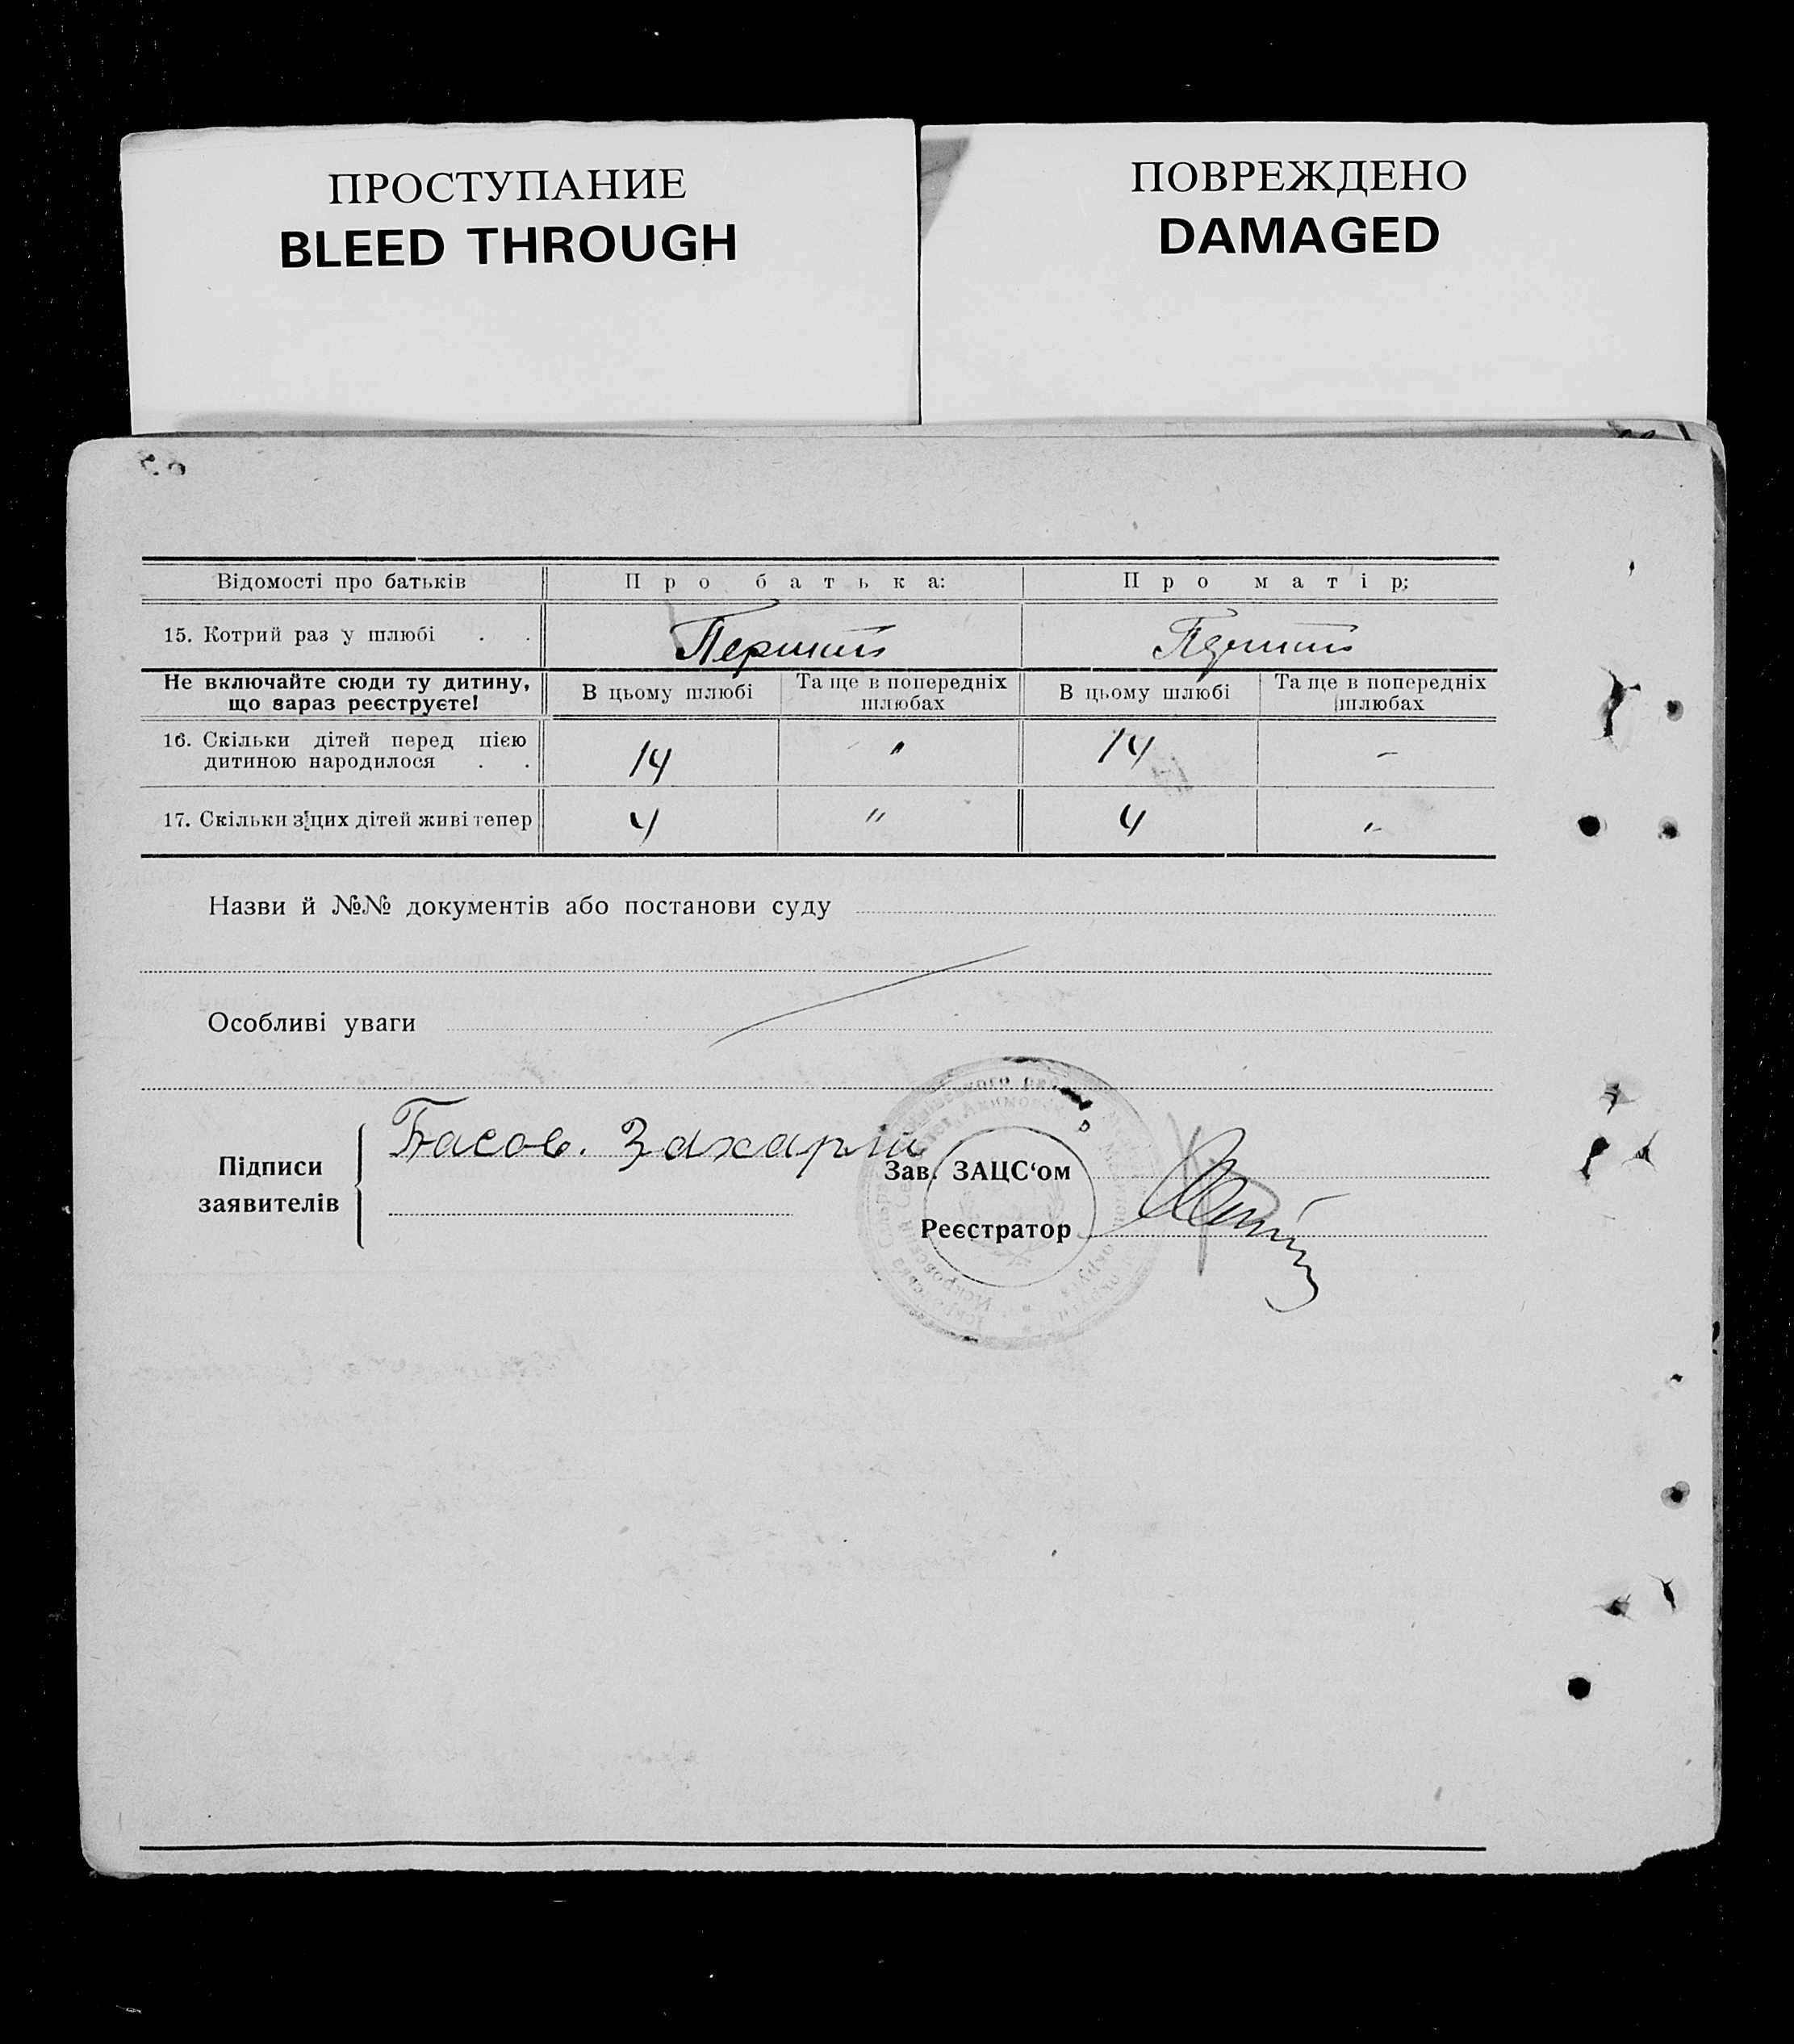 ПРОСТУПАНИЕ
BLEED THROUGH
ПОВРЕЖДЕНО
DAMAGED
Відомості про батьків Про батька: Про матір:
15. Котрий раз у шлюбі . . Перший Перший
Не включайте сюди ту дитину, що зараз реєструєте! В цьому шлюбі Та ще в попередніх шлюбах В цьому шлюбі Та ще в попередніх шлюбах
16. Скільки дітей перед цією дитиною народилося . . 14 " 14 –
17. Скільки з цих дітей живі тепер 4 " 4 "
Назви й №№ документів або постанови суду
Особливі уваги
Підписи заявителів
Басов. Захарий
Зав. ЗАЦС‘ом
Реєстратор